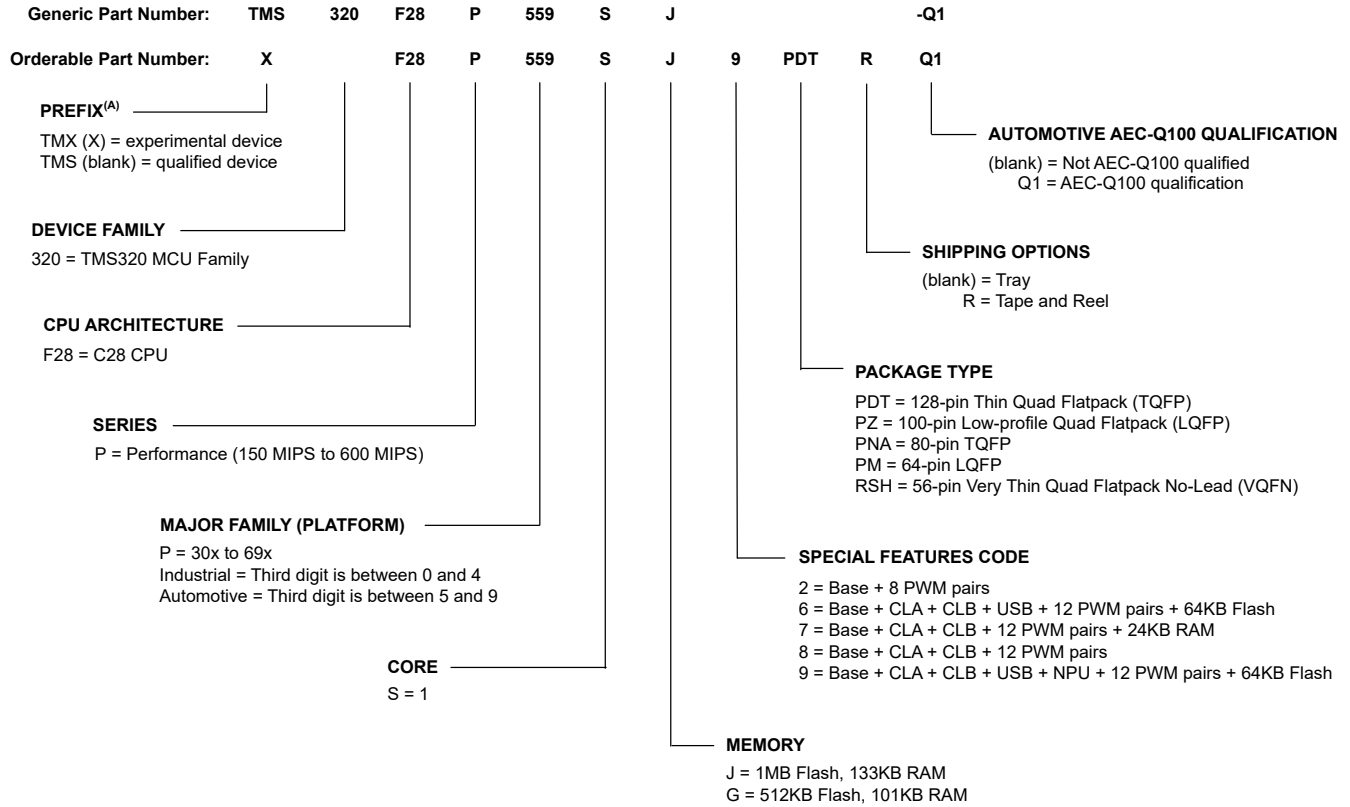 Generic Part Number: TMS 320 F28 P 559 S J -Q1
Orderable Part Number: X F28 P 559 S J 9 PDT R Q1
PREFIX(A)
TMX (X) = experimental device
TMS (blank) = qualified device
AUTOMOTIVE AEC-Q100 QUALIFICATION
(blank) = Not AEC-Q100 qualified
Q1 = AEC-Q100 qualification
DEVICE FAMILY
320 = TMS320 MCU Family
SHIPPING OPTIONS
(blank) = Tray
R = Tape and Reel
CPU ARCHITECTURE
F28 = C28 CPU
PACKAGE TYPE
PDT = 128-pin Thin Quad Flatpack (TQFP)
PZ = 100-pin Low-profile Quad Flatpack (LQFP)
PNA = 80-pin TQFP
PM = 64-pin LQFP
RSH = 56-pin Very Thin Quad Flatpack No-Lead (VQFN)
SERIES
P = Performance (150 MIPS to 600 MIPS)
MAJOR FAMILY (PLATFORM)
P = 30x to 69x
Industrial = Third digit is between 0 and 4
Automotive = Third digit is between 5 and 9
SPECIAL FEATURES CODE
2 = Base + 8 PWM pairs
6 = Base + CLA + CLB + USB + 12 PWM pairs + 64KB Flash
7 = Base + CLA + CLB + 12 PWM pairs + 24KB RAM
8 = Base + CLA + CLB + 12 PWM pairs
9 = Base + CLA + CLB + USB + NPU + 12 PWM pairs + 64KB Flash
CORE
S = 1
MEMORY
J = 1MB Flash, 133KB RAM
G = 512KB Flash, 101KB RAM